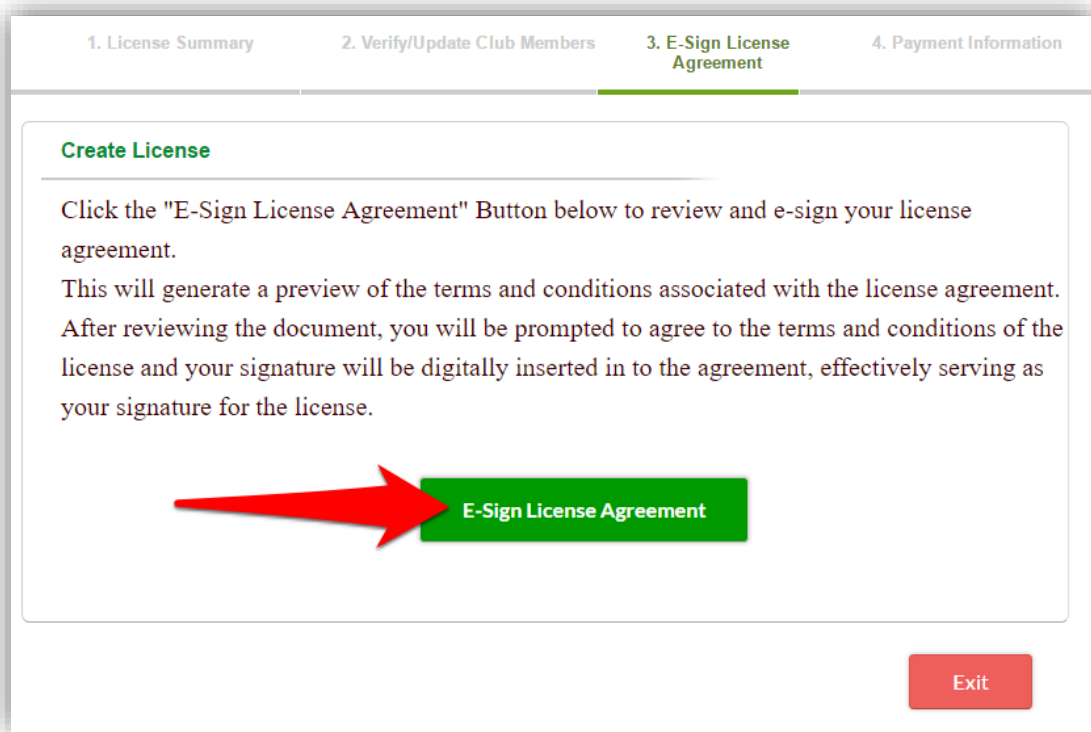 1. License Summary
2. Verify/Update Club Members
3. E-Sign License
Agreement
4. Payment Information
Create License
Click the "E-Sign License Agreement" Button below to review and e-sign your license
agreement.
This will generate a preview of the terms and conditions associated with the license agreement.
After reviewing the document, you will be prompted to agree to the terms and conditions of the
license and your signature will be digitally inserted in to the agreement, effectively serving as
your signature for the license.
E-Sign License Agreement
Exit